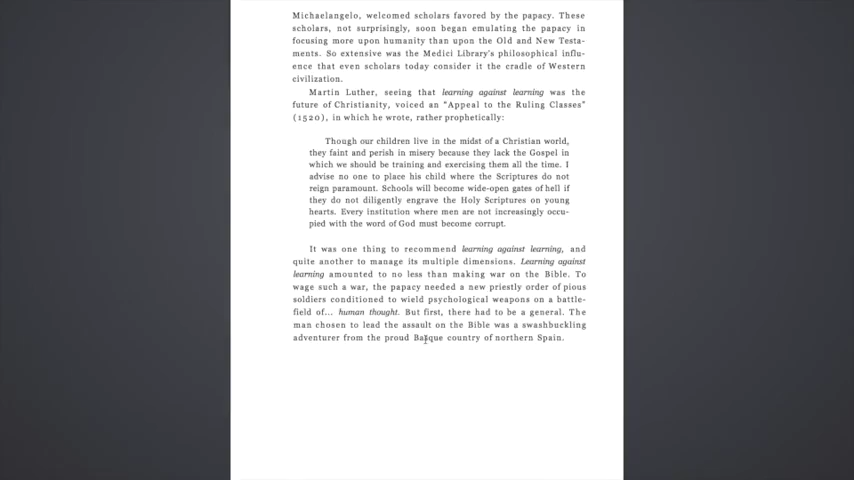 Michaelangelo, welcomed scholars favored by the papacy. These
scholars, not surprisingly, soon began emulating the papacy in
focusing more upon humanity than upon the Old and New Testa-
ments. So extensive was the Medici Library's philosophical influ-
ence that even scholars today consider it the cradle of Western
civilization.
Martin Luther, seeing that learning against learning was the
future of Christianity, voiced an "Appeal to the Ruling Classes"
(1520), in which he wrote, rather prophetically:
Though our children live in the midst of a Christian world,
they faint and perish in misery because they lack the Gospel in
which we should be training and exercising them all the time. I
advise no one to place his child where the Scriptures do not
reign paramount. Schools will become wide-open gates of hell if
they do not diligently engrave the Holy Scriptures on young
hearts. Every institution where men are not increasingly occu-
pied with the word of God must become corrupt.
It was one thing to recommend learning against learning, and
quite another to manage its multiple dimensions. Learning against
learning amounted to no less than making war on the Bible. To
wage such a war, the papacy needed a new priestly order of pious
soldiers conditioned to wield psychological weapons on a battle-
field of... human thought. But first, there had to be a general. The
man chosen to lead the assault on the Bible was a swashbuckling
adventurer from the proud Basque country of northern Spain.